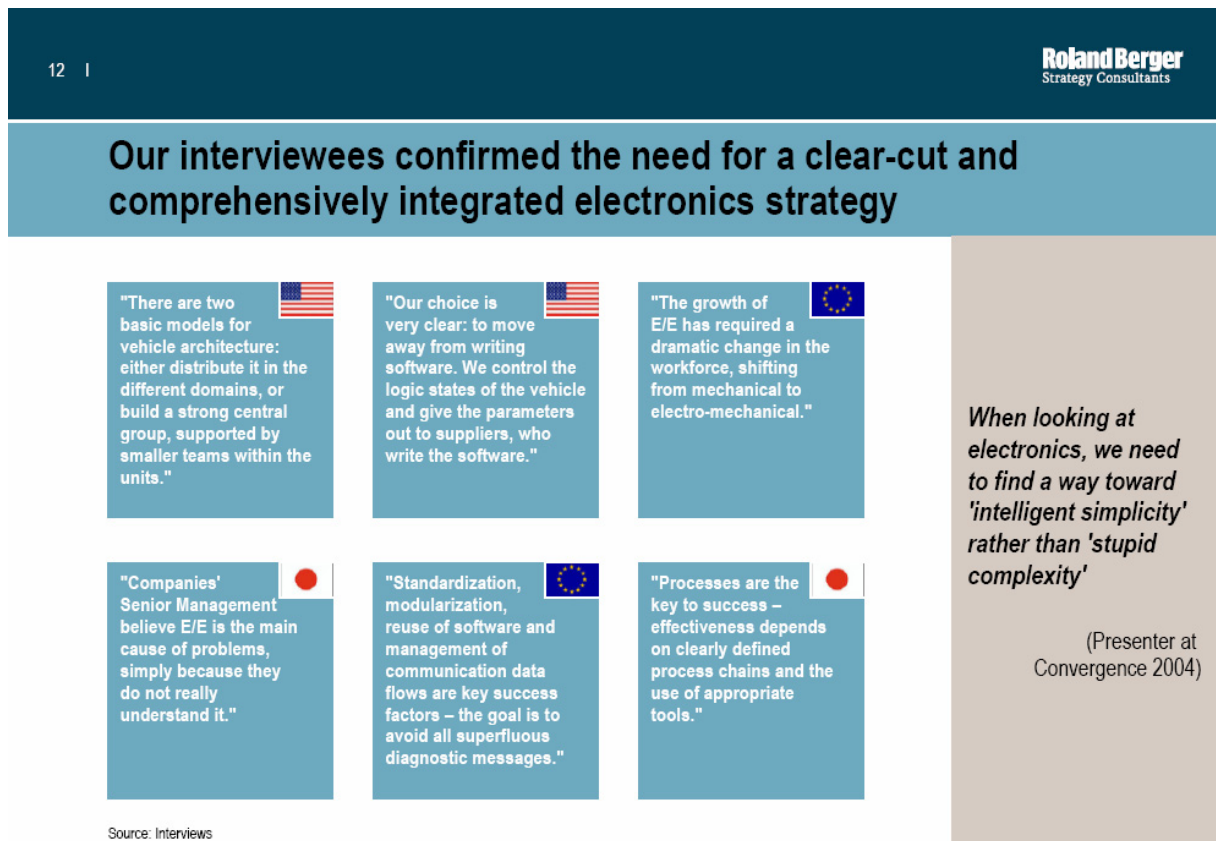 12 I
Roland Berger
Strategy Consultants
Our interviewees confirmed the need for a clear-cut and
comprehensively integrated electronics strategy
"There are two
basic models for
vehicle architecture:
either distribute it in the
different domains, or
build a strong central
group, supported by
smaller teams within the
units."
"Our choice is
very clear: to move
away from writing
software. We control the
logic states of the vehicle
and give the parameters
out to suppliers, who
write the software."
"The growth of
E/E has required a
dramatic change in the
workforce, shifting
from mechanical to
electro-mechanical."
"Companies'
Senior Management
believe E/E is the main
cause of problems,
simply because they
do not really
understand it."
"Standardization,
modularization,
reuse of software and
management of
communication data
flows are key success
factors – the goal is to
avoid all superfluous
diagnostic messages."
"Processes are the
key to success –
effectiveness depends
on clearly defined
process chains and the
use of appropriate
tools."
When looking at
electronics, we need
to find a way toward
'intelligent simplicity'
rather than 'stupid
complexity'
(Presenter at
Convergence 2004)
Source: Interviews